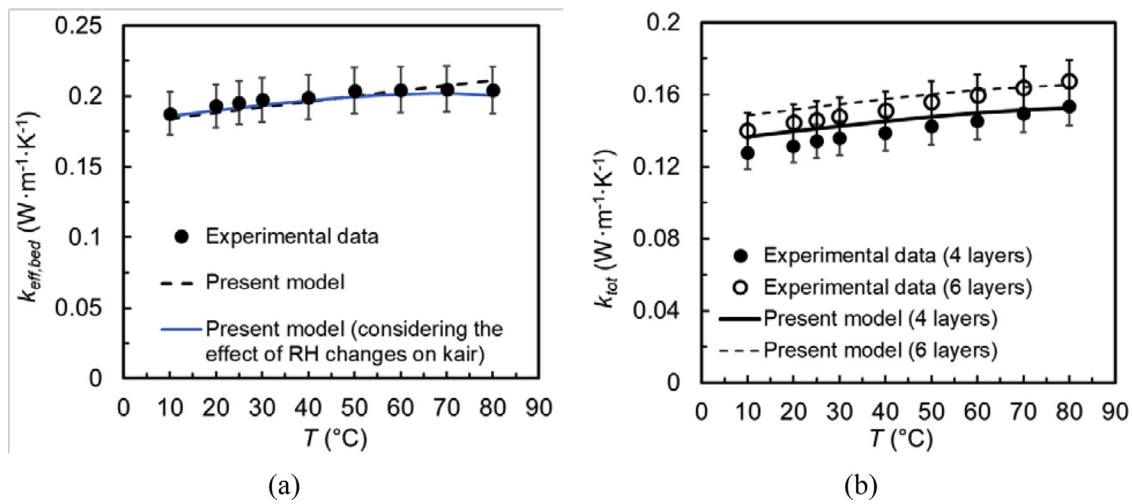 0.25
0.2
0.15
0.1
0.05
0
k_eff,bed (W·m⁻¹·K⁻¹)
Experimental data
Present model
Present model (considering the
effect of RH changes on kair)
0 10 20 30 40 50 60 70 80 90
T (°C)
(a)
0.2
0.16
0.12
0.08
0.04
0
k_tot (W·m⁻¹·K⁻¹)
Experimental data (4 layers)
Experimental data (6 layers)
Present model (4 layers)
Present model (6 layers)
0 10 20 30 40 50 60 70 80 90
T (°C)
(b)